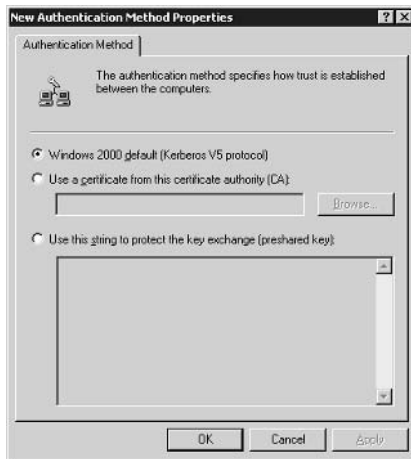 New Authentication Method Properties
Authentication Method
The authentication method specifies how trust is established
between the computers.
Windows 2000 default (Kerberos V5 protocol)
Use a certificate from this certificate authority (CA):
Browse...
Use this string to protect the key exchange (preshared key):
OK Cancel Apply